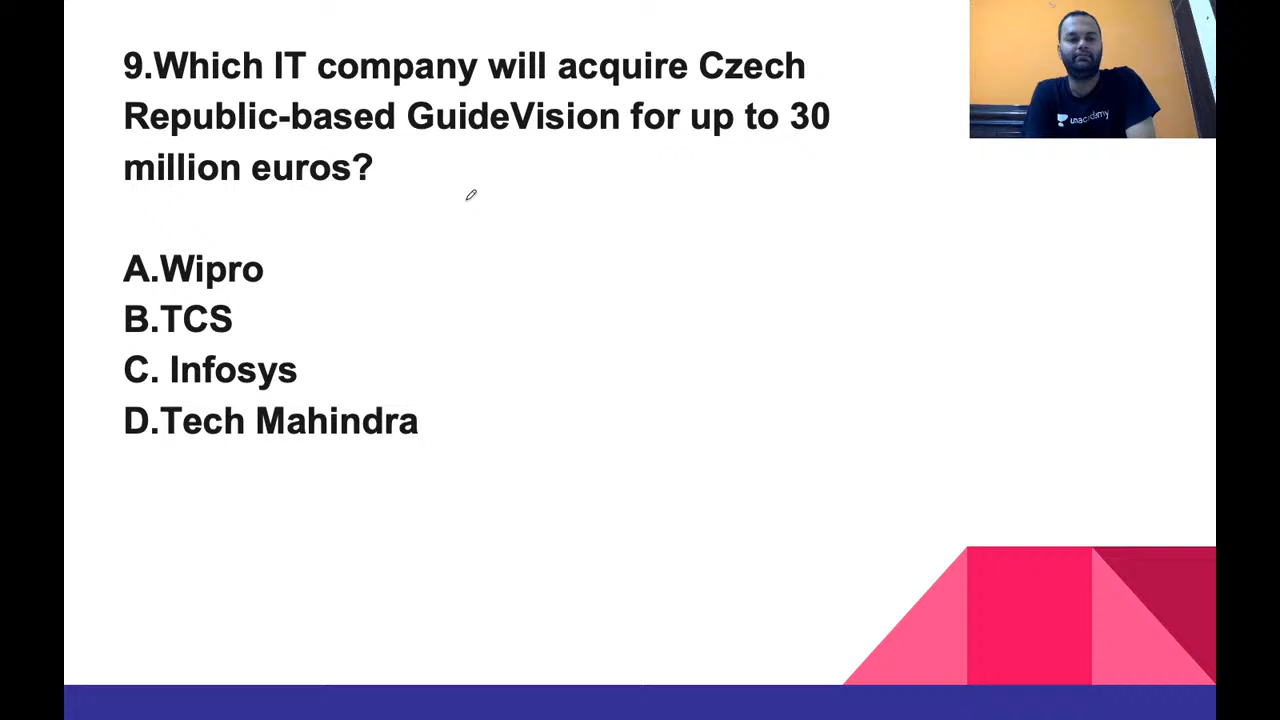 9.Which IT company will acquire Czech
Republic-based GuideVision for up to 30
million euros?
A.Wipro
B.TCS
C. Infosys
D.Tech Mahindra
unacademy